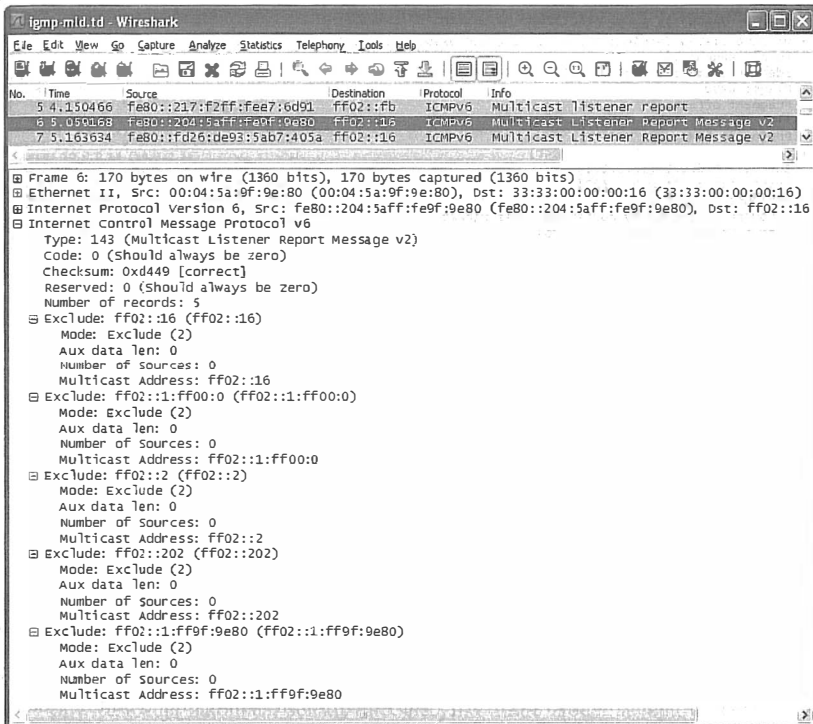 igmp-mld.td - Wireshark
File Edit View Go Capture Analyze Statistics Telephony Tools Help
No. Time Source Destination Protocol Info
5 4.150466 fe80::217:f2ff:fee7:6d91 ff02::fb ICMPv6 Multicast listener report
6 5.059168 fe80::204:5aff:fe9f:9e80 ff02::16 ICMPv6 Multicast Listener Report Message v2
7 5.163634 fe80::fd26:de93:5ab7:405a ff02::16 ICMPv6 Multicast Listener Report Message v2
Frame 6: 170 bytes on wire (1360 bits), 170 bytes captured (1360 bits)
Ethernet II, Src: 00:04:5a:9f:9e:80 (00:04:5a:9f:9e:80), Dst: 33:33:00:00:00:16 (33:33:00:00:00:16)
Internet Protocol Version 6, Src: fe80::204:5aff:fe9f:9e80 (fe80::204:5aff:fe9f:9e80), Dst: ff02::16
Internet Control Message Protocol v6
Type: 143 (Multicast Listener Report Message v2)
Code: 0 (Should always be zero)
Checksum: 0xd449 [correct]
Reserved: 0 (Should always be zero)
Number of records: 5
Exclude: ff02::16 (ff02::16)
Mode: Exclude (2)
Aux data len: 0
Number of Sources: 0
Multicast Address: ff02::16
Exclude: ff02::1:ff00:0 (ff02::1:ff00:0)
Mode: Exclude (2)
Aux data len: 0
Number of Sources: 0
Multicast Address: ff02::1:ff00:0
Exclude: ff02::2 (ff02::2)
Mode: Exclude (2)
Aux data len: 0
Number of Sources: 0
Multicast Address: ff02::2
Exclude: ff02::202 (ff02::202)
Mode: Exclude (2)
Aux data len: 0
Number of Sources: 0
Multicast Address: ff02::202
Exclude: ff02::1:ff9f:9e80 (ff02::1:ff9f:9e80)
Mode: Exclude (2)
Aux data len: 0
Number of Sources: 0
Multicast Address: ff02::1:ff9f:9e80